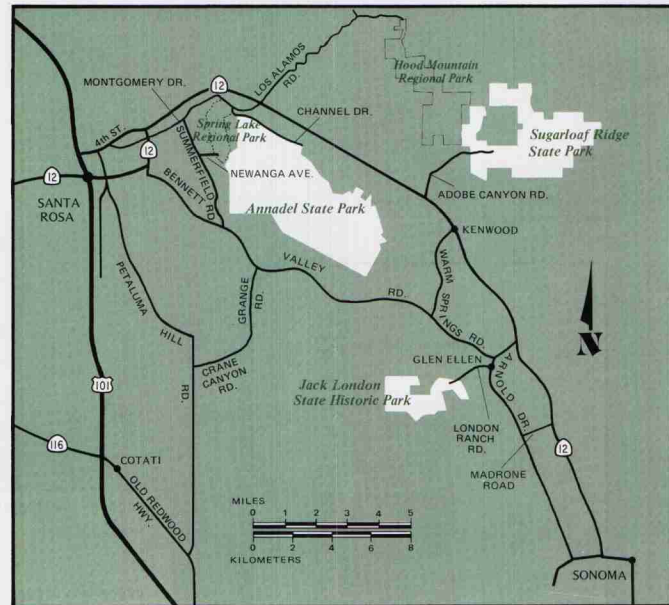 MONTGOMERY DR.
12
LOS ALAMOS
RD.
Hood Mountain
Regional Park
4th ST.
SUMMERFIELD RD.
Spring Lake
Regional Park
CHANNEL DR.
Sugarloaf Ridge
State Park
12
12
SANTA
ROSA
BENNETT
NEWANGA AVE.
ADOBE CANYON RD.
Annadel State Park
KENWOOD
VALLEY
RD.
PETALUMA
HILL
RD.
GRANGE
RD.
WARM SPRINGS RD.
CRANE
CANYON
RD.
GLEN ELLEN
ARNOLD DR.
N
101
Jack London
State Historic Park
LONDON
RANCH
RD.
12
116
COTATI
MADRONE
ROAD
OLD REDWOOD
HWY.
MILES
0 1 2 3 4 5
0 2 4 6 8
KILOMETERS
SONOMA